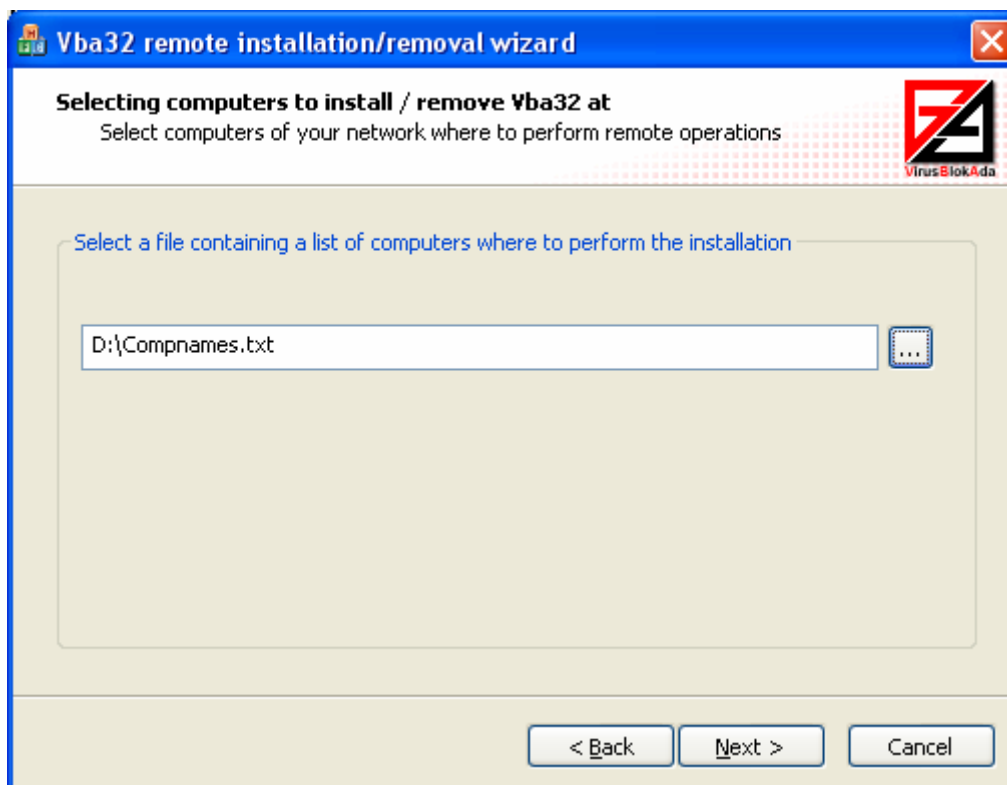 Vba32 remote installation/removal wizard
Selecting computers to install / remove Vba32 at
Select computers of your network where to perform remote operations
VirusBlokAda
Select a file containing a list of computers where to perform the installation
D:\Compnames.txt
...
< Back
Next >
Cancel